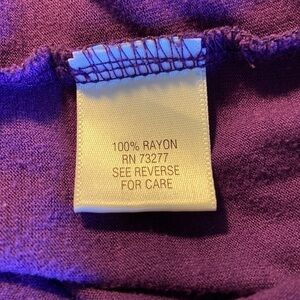 100% RAYON
RN 73277
SEE REVERSE
FOR CARE